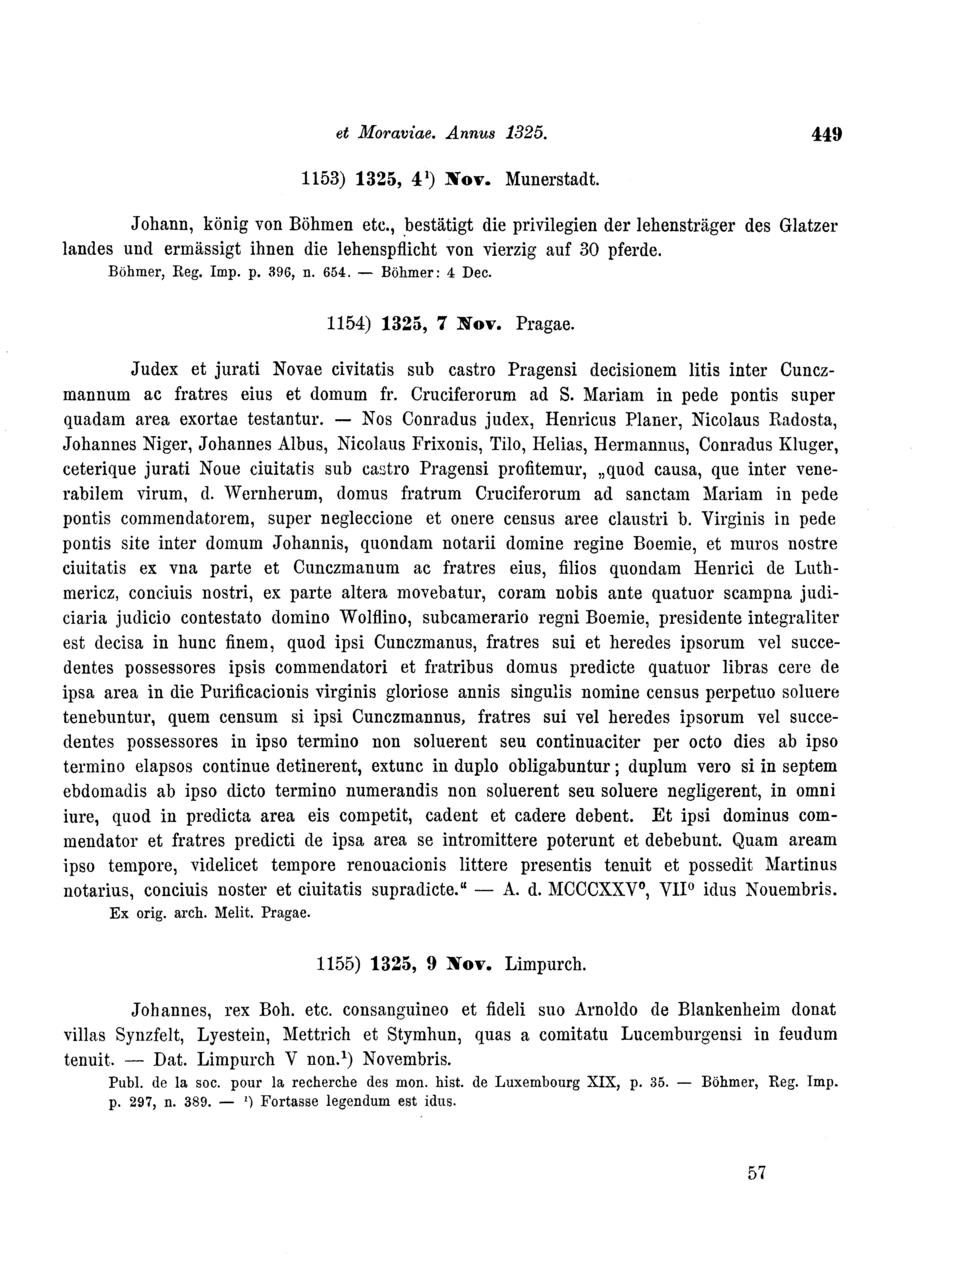 et Moraviae. Annus 1325. 449
1153) 1325, 4¹) Nov. Munerstadt.
Johann, könig von Böhmen etc., bestätigt die privilegien der lehensträger des Glatzer
landes und ermässigt ihnen die lehenspflicht von vierzig auf 30 pferde.
Böhmer, Reg. Imp. p. 396, n. 654. — Böhmer: 4 Dec.
1154) 1325, 7 Nov. Pragae.
Judex et jurati Novae civitatis sub castro Pragensi decisionem litis inter Cuncz-
mannum ac fratres eius et domum fr. Cruciferorum ad S. Mariam in pede pontis super
quadam area exortae testantur. — Nos Conradus judex, Henricus Planer, Nicolaus Radosta,
Johannes Niger, Johannes Albus, Nicolaus Frixonis, Tilo, Helias, Hermannus, Conradus Kluger,
ceterique jurati Noue ciuitatis sub castro Pragensi profitemur, „quod causa, que inter vene-
rabilem virum, d. Wernherum, domus fratrum Cruciferorum ad sanctam Mariam in pede
pontis commendatorem, super negleccione et onere census aree claustri b. Virginis in pede
pontis site inter domum Johannis, quondam notarii domine regine Boemie, et muros nostre
ciuitatis ex vna parte et Cunczmanum ac fratres eius, filios quondam Henrici de Luth-
mericz, conciuis nostri, ex parte altera movebatur, coram nobis ante quatuor scampna judi-
ciaria judicio contestato domino Wolflino, subcamerario regni Boemie, presidente integraliter
est decisa in hunc finem, quod ipsi Cunczmanus, fratres sui et heredes ipsorum vel succe-
dentes possessores ipsis commendatori et fratribus domus predicte quatuor libras cere de
ipsa area in die Purificacionis virginis gloriose annis singulis nomine census perpetuo soluere
tenebuntur, quem censum si ipsi Cunczmannus, fratres sui vel heredes ipsorum vel succe-
dentes possessores in ipso termino non soluerent seu continuaciter per octo dies ab ipso
termino elapsos continue detinerent, extunc in duplo obligabuntur; duplum vero si in septem
ebdomadis ab ipso dicto termino numerandis non soluerent seu soluere negligerent, in omni
iure, quod in predicta area eis competit, cadent et cadere debent. Et ipsi dominus com-
mendator et fratres predicti de ipsa area se intromittere poterunt et debebunt. Quam aream
ipso tempore, videlicet tempore renouacionis littere presentis tenuit et possedit Martinus
notarius, conciuis noster et ciuitatis supradicte.“ — A. d. MCCCXXV⁰, VII⁰ idus Nouembris.
Ex orig. arch. Melit. Pragae.
1155) 1325, 9 Nov. Limpurch.
Johannes, rex Boh. etc. consanguineo et fideli suo Arnoldo de Blankenheim donat
villas Synzfelt, Lyestein, Mettrich et Stymhun, quas a comitatu Lucemburgensi in feudum
tenuit. — Dat. Limpurch V non.¹) Novembris.
Publ. de la soc. pour la recherche des mon. hist. de Luxembourg XIX, p. 35. — Böhmer, Reg. Imp.
p. 297, n. 389. — ¹) Fortasse legendum est idus.
57